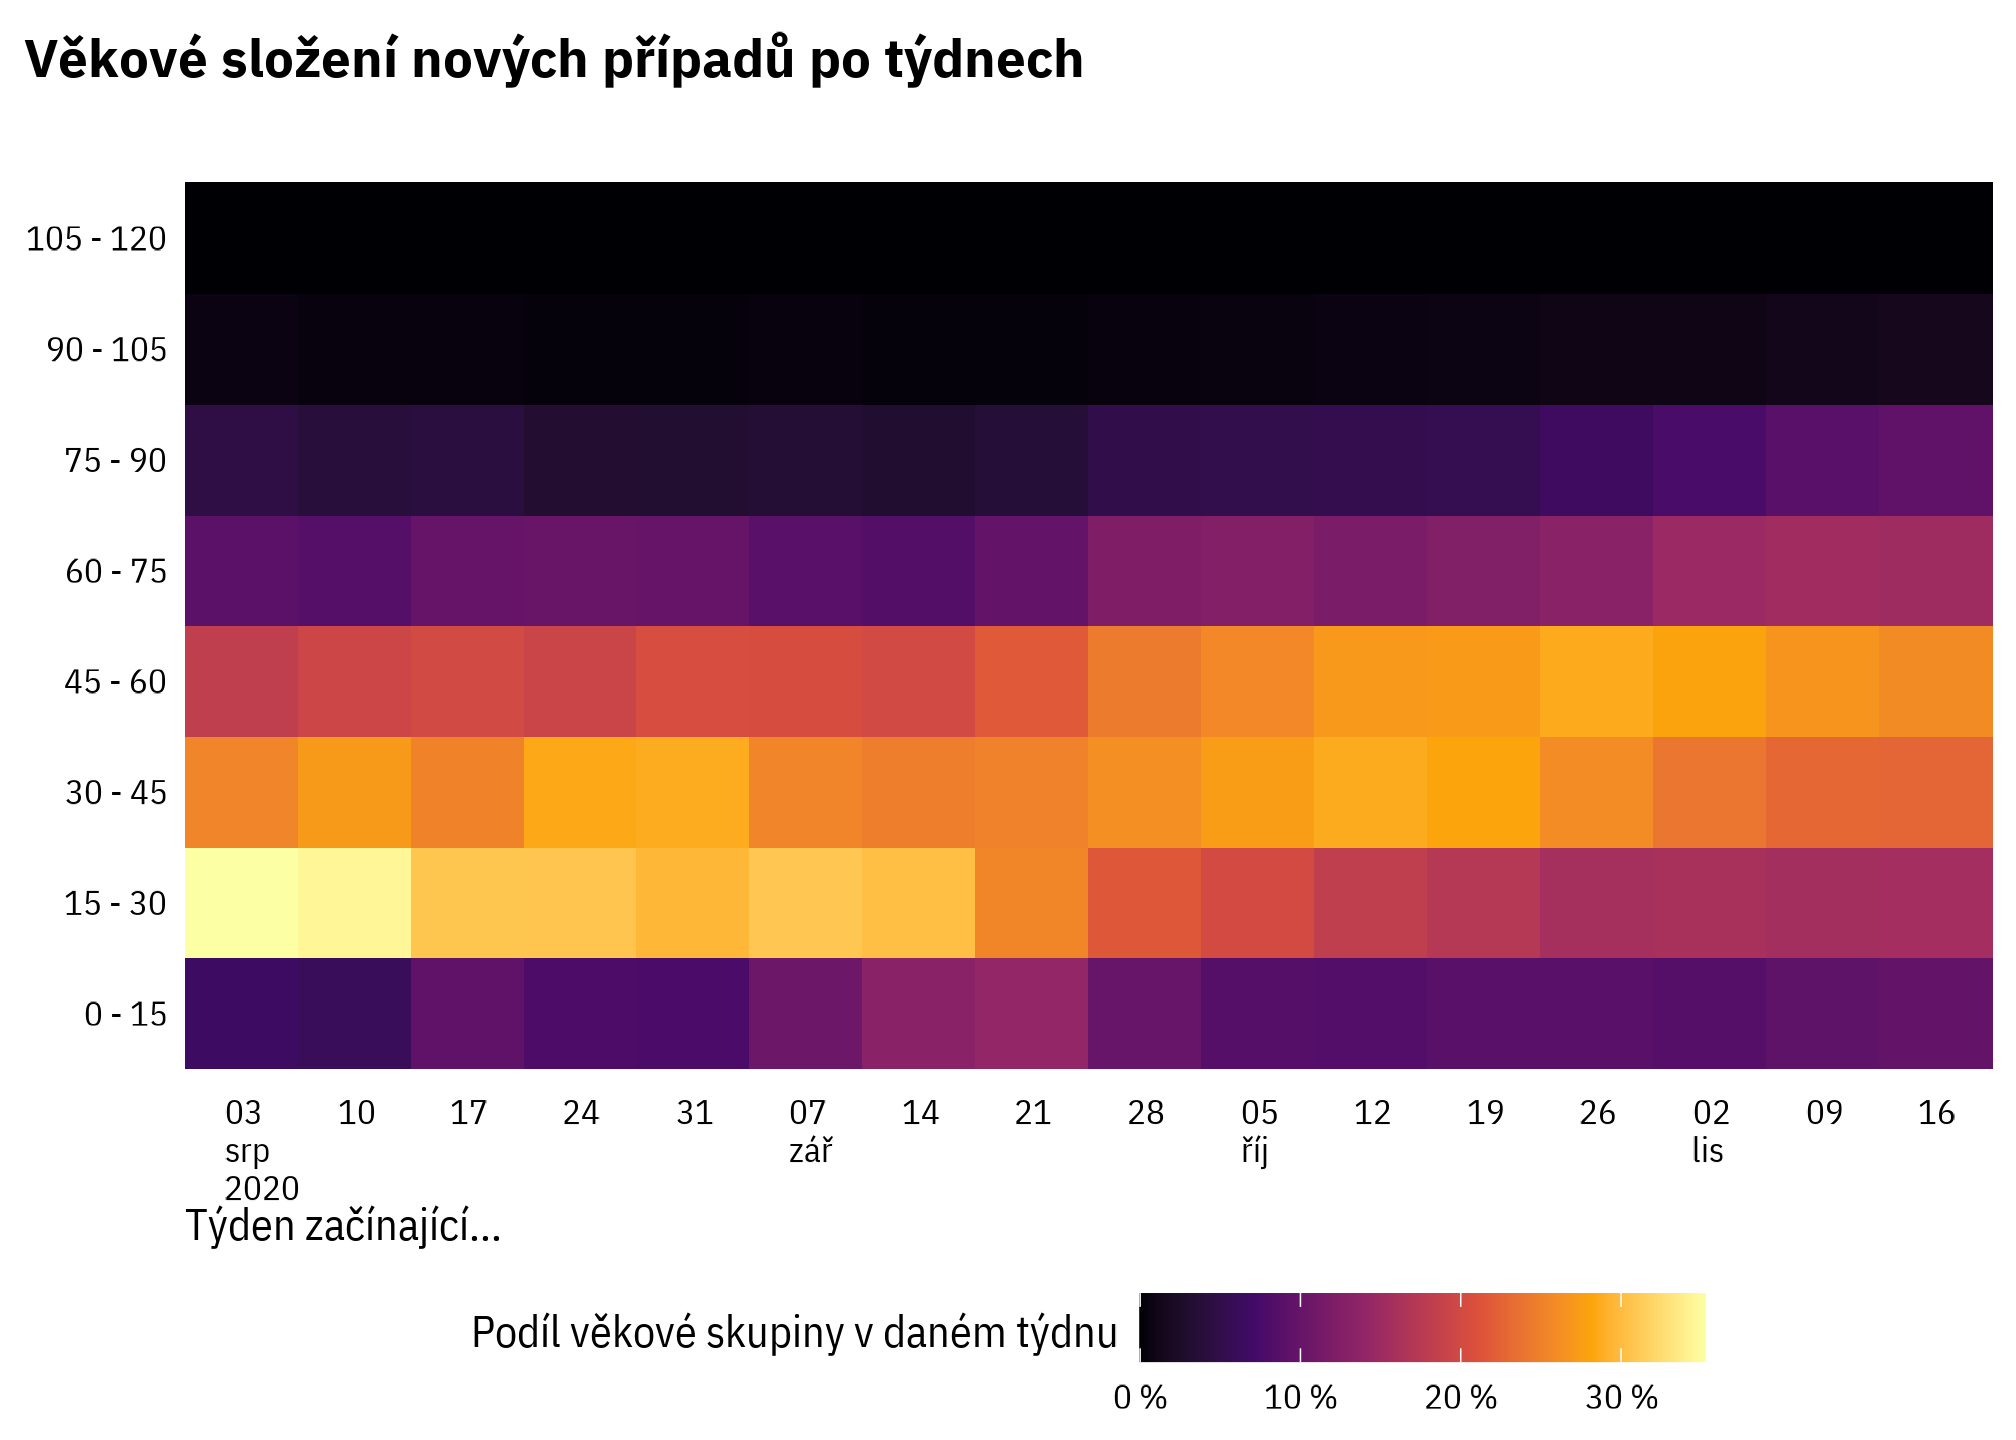 Věkové složení nových případů po týdnech
105 - 120
90 - 105
75 - 90
60 - 75
45 - 60
30 - 45
15 - 30
0 - 15
03 10 17 24 31 07 14 21 28 05 12 19 26 02 09 16
srp zář říj lis
2020
Týden začínající...
Podíl věkové skupiny v daném týdnu
0 % 10 % 20 % 30 %